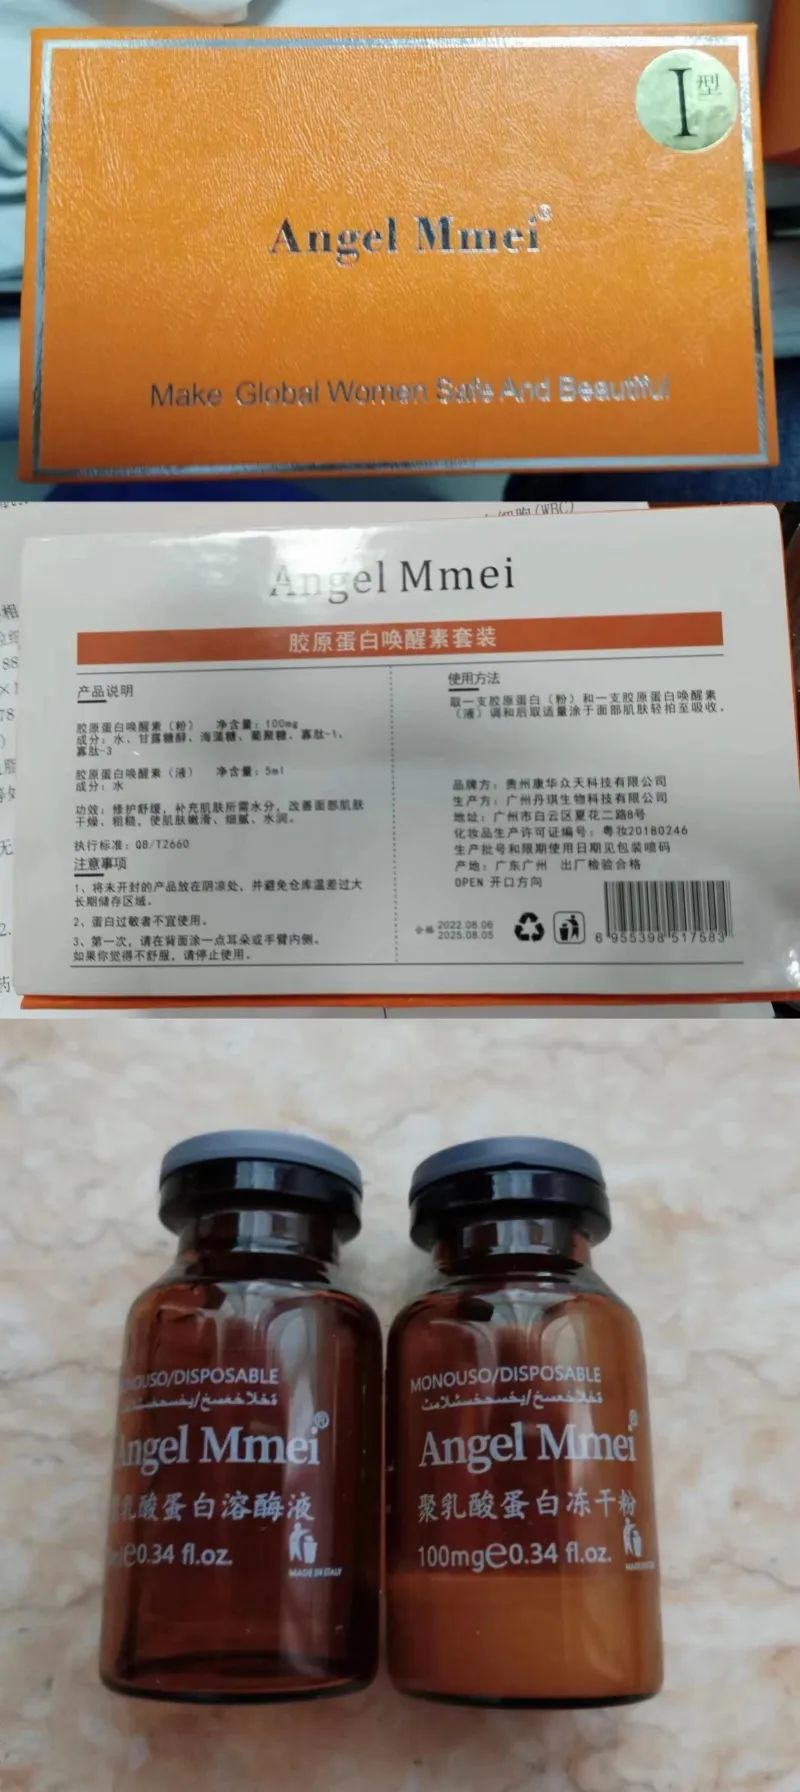 I型
Angel Mmei®
Make Global Women Safe And Beautiful
细胞(WBC)
Angel Mmei
胶原蛋白唤醒素套装
产品说明
胶原蛋白唤醒素（粉） 净含量：100mg
成分：水、甘露糖醇、海藻糖、葡聚糖、寡肽-1、
寡肽-3
胶原蛋白唤醒素（液） 净含量：5ml
成分：水
功效：修护舒缓，补充肌肤所需水分，改善面部肌肤
干燥、粗糙，使肌肤嫩滑、细腻、水润。
执行标准：QB/T2660
注意事项
1、将未开封的产品放在阴凉处，并避免仓库温差过大
长期储存区域。
2、蛋白过敏者不宜使用。
3、第一次，请在背面涂一点耳朵或手臂内侧。
如果你觉得不舒服，请停止使用。
使用方法
取一支胶原蛋白（粉）和一支胶原蛋白唤醒素
（液）调和后取适量涂于面部肌肤轻拍至吸收。
品牌方：贵州康华众天科技有限公司
生产方：广州丹琪生物科技有限公司
地址：广州市白云区夏花二路8号
化妆品生产许可证编号：粤妆20180246
生产批号和限期使用日期见包装喷码
产地：广东广州 出厂检验合格
OPEN 开口方向
合格 2022.08.06
2025.08.05
6 955398 517583
MONOUSO/DISPOSABLE
Angel Mmei®
乳酸蛋白溶酶液
e0.34 fl.oz.
MADE IN ITALY
MONOUSO/DISPOSABLE
Angel Mmei®
聚乳酸蛋白冻干粉
100mge0.34 fl.oz.
MADE IN